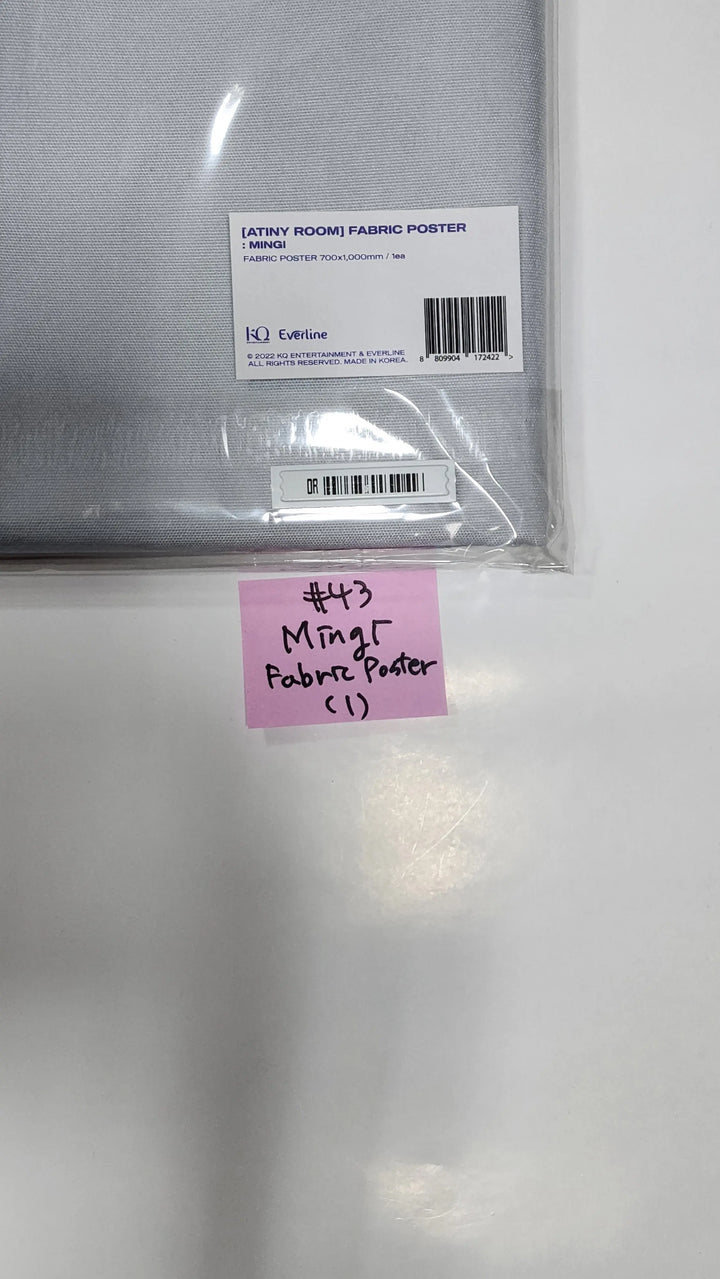 [ATINY ROOM] FABRIC POSTER
: MINGI
FABRIC POSTER 700x1,000mm / 1ea
KQ Everline
© 2022 KQ ENTERTAINMENT & EVERLINE
ALL RIGHTS RESERVED. MADE IN KOREA.
8 809904 172422 >
DR
#43
Mingi
Fabric Poster
(1)